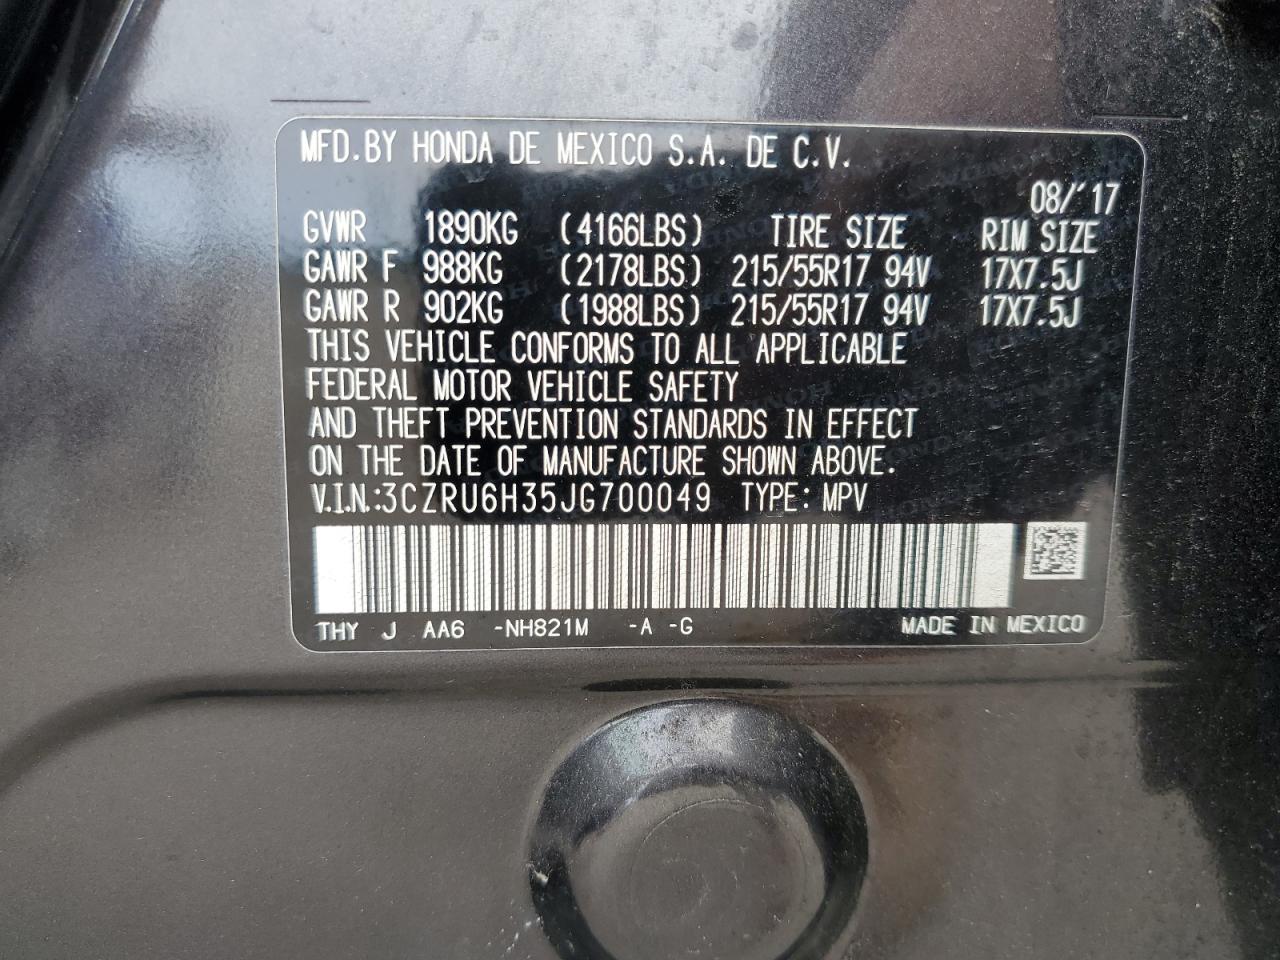 MFD.BY HONDA DE MEXICO S.A. DE C.V.
08/'17
GVWR 1890KG (4166LBS) TIRE SIZE RIM SIZE
GAWR F 988KG (2178LBS) 215/55R17 94V 17X7.5J
GAWR R 902KG (1988LBS) 215/55R17 94V 17X7.5J
THIS VEHICLE CONFORMS TO ALL APPLICABLE
FEDERAL MOTOR VEHICLE SAFETY
AND THEFT PREVENTION STANDARDS IN EFFECT
ON THE DATE OF MANUFACTURE SHOWN ABOVE.
V.I.N.:3CZRU6H35JG700049 TYPE: MPV
THY J AA6 -NH821M -A -G MADE IN MEXICO